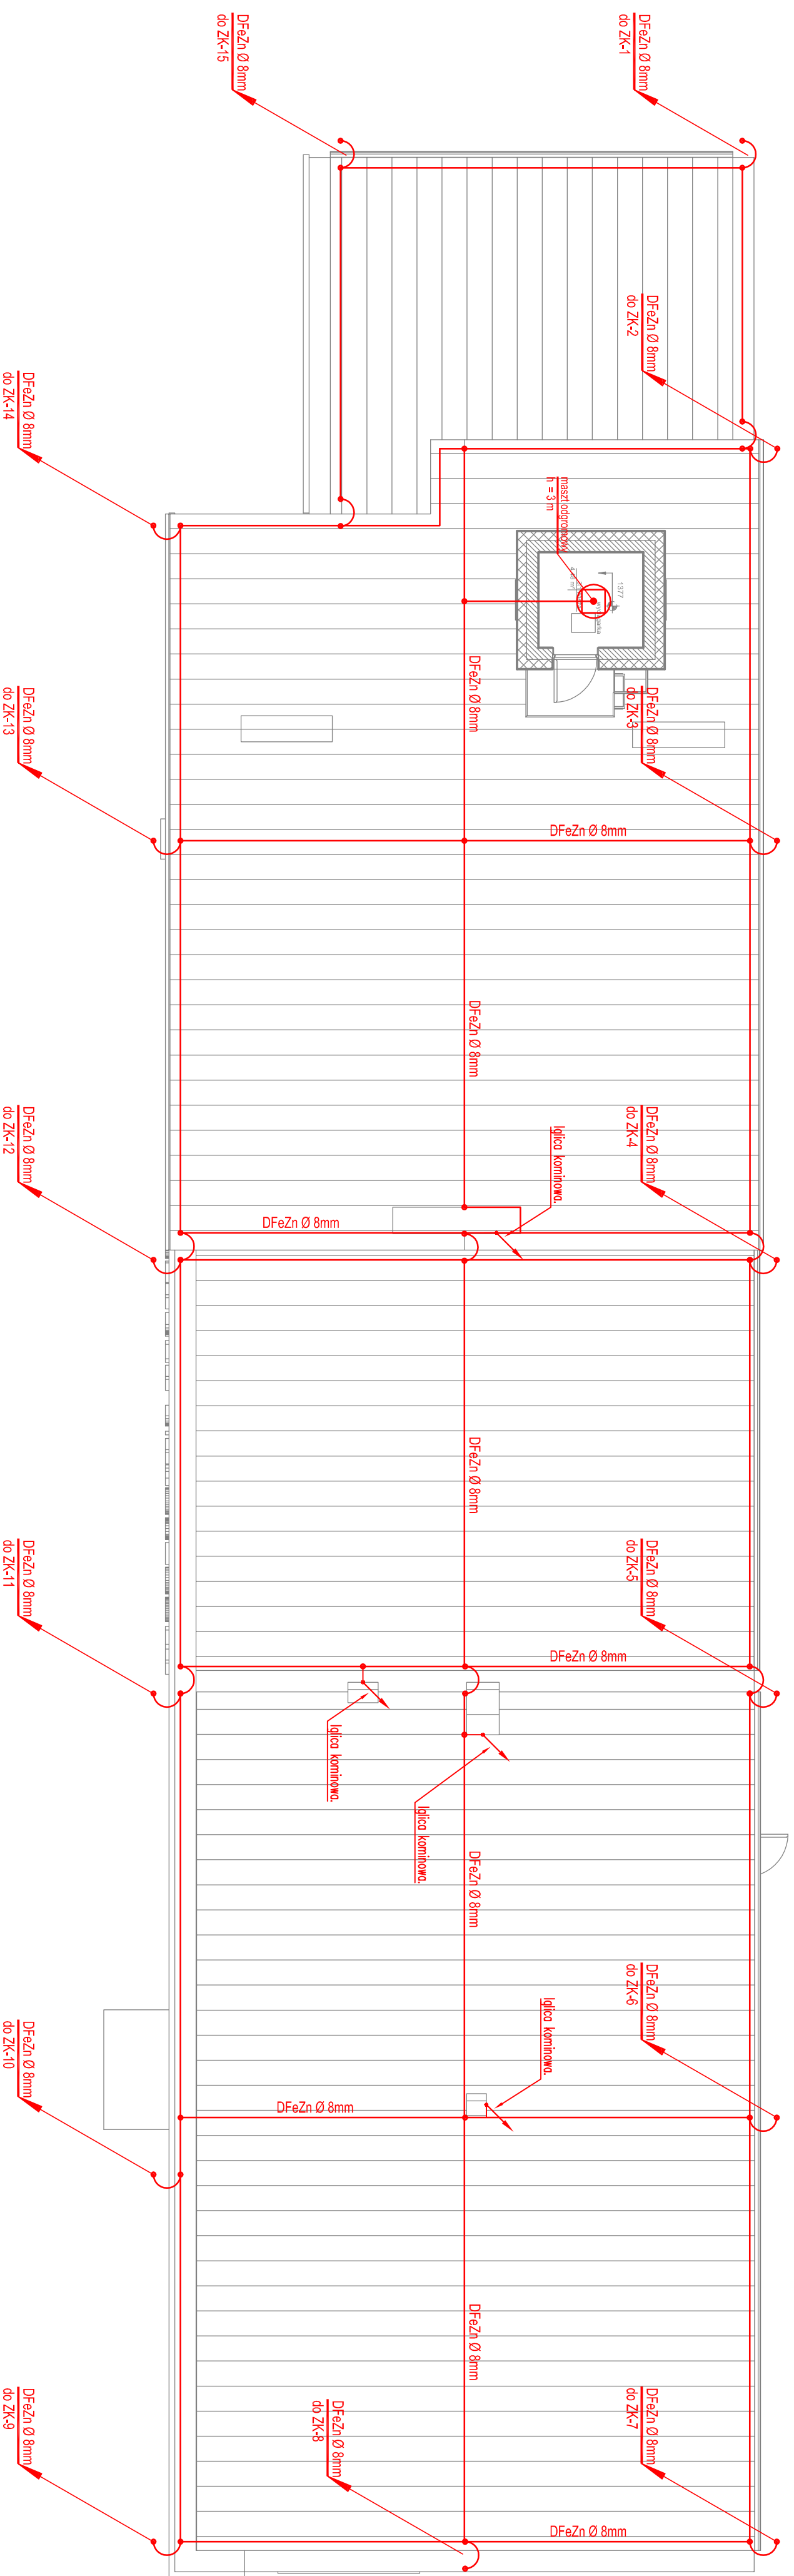 DFeZn Ø 8mm
do ZK-1
DFeZn Ø 8mm
do ZK-15
DFeZn Ø 8mm
do ZK-2
DFeZn Ø 8mm
do ZK-14
maszt odgromowy
h = 3 m
1377
DFeZn Ø 8mm
DFeZn Ø 8mm
do ZK-3
DFeZn Ø 8mm
do ZK-13
DFeZn Ø 8mm
DFeZn Ø 8mm
Iglica kominowa.
DFeZn Ø 8mm
do ZK-4
DFeZn Ø 8mm
do ZK-12
DFeZn Ø 8mm
DFeZn Ø 8mm
DFeZn Ø 8mm
do ZK-5
DFeZn Ø 8mm
do ZK-11
DFeZn Ø 8mm
Iglica kominowa.
Iglica kominowa.
DFeZn Ø 8mm
DFeZn Ø 8mm
do ZK-6
Iglica kominowa.
DFeZn Ø 8mm
do ZK-10
DFeZn Ø 8mm
DFeZn Ø 8mm
DFeZn Ø 8mm
do ZK-7
DFeZn Ø 8mm
do ZK-8
DFeZn Ø 8mm
do ZK-9
DFeZn Ø 8mm